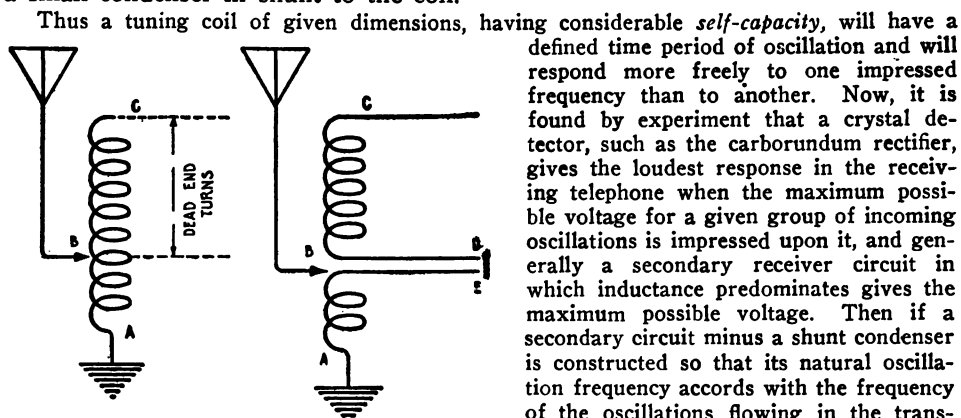 a small condenser in shunt to the coil.
Thus a tuning coil of given dimensions, having considerable self-capacity, will have a
defined time period of oscillation and will
respond more freely to one impressed
frequency than to another. Now, it is
found by experiment that a crystal de-
tector, such as the carborundum rectifier,
gives the loudest response in the receiv-
ing telephone when the maximum possi-
ble voltage for a given group of incoming
oscillations is impressed upon it, and gen-
erally a secondary receiver circuit in
which inductance predominates gives the
maximum possible voltage. Then if a
secondary circuit minus a shunt condenser
is constructed so that its natural oscilla-
tion frequency accords with the frequency
of the oscillations flowing in the trans-
C
DEAD END
TURNS
B
A
C
B
D
E
A